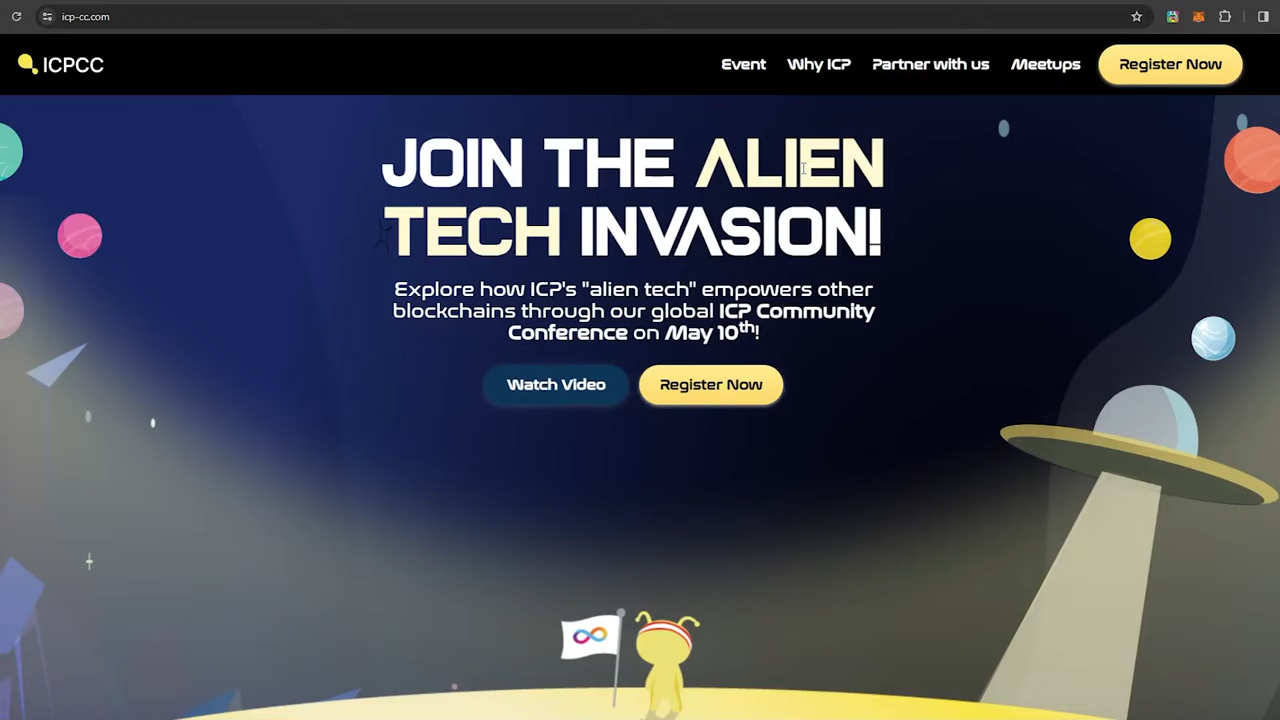 icp-cc.com
ICPCC
Event Why ICP Partner with us Meetups Register Now
JOIN THE ALIEN
TECH INVASION!
Explore how ICP's "alien tech" empowers other
blockchains through our global ICP Community
Conference on May 10th!
Watch Video Register Now